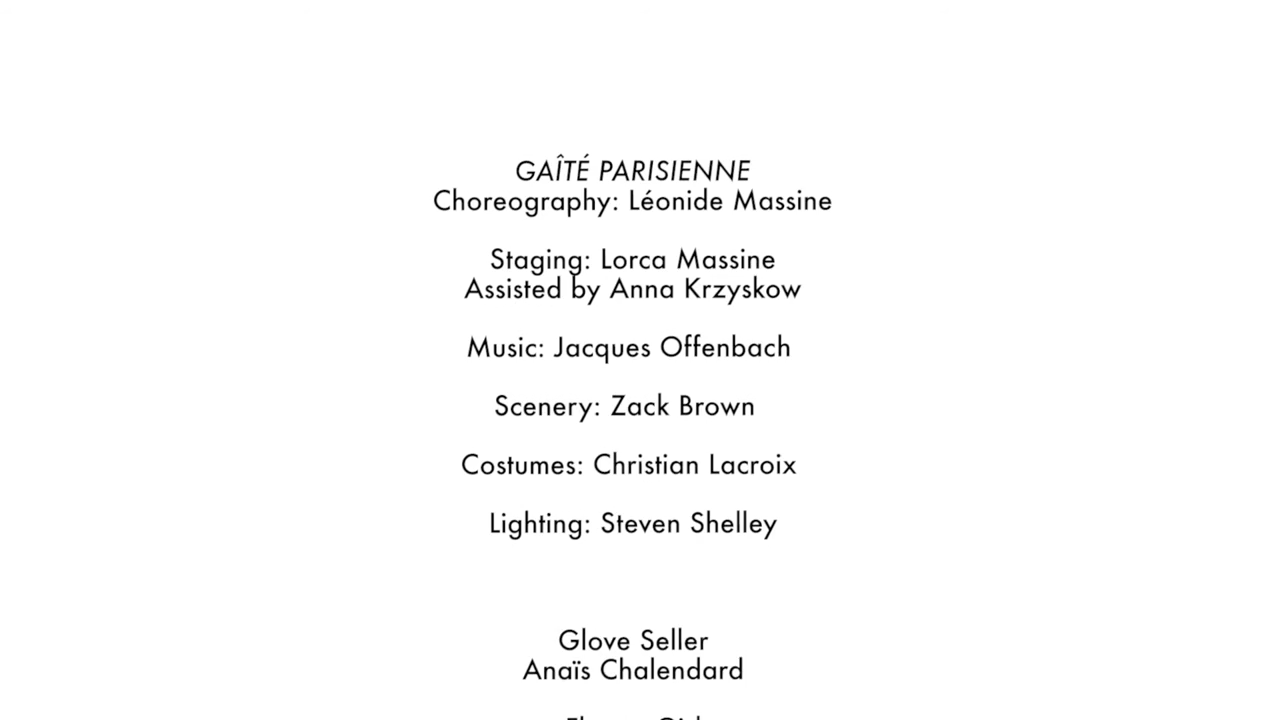 GAÎTÉ PARISIENNE
Choreography: Léonide Massine
Staging: Lorca Massine
Assisted by Anna Krzyskow
Music: Jacques Offenbach
Scenery: Zack Brown
Costumes: Christian Lacroix
Lighting: Steven Shelley
Glove Seller
Anaïs Chalendard